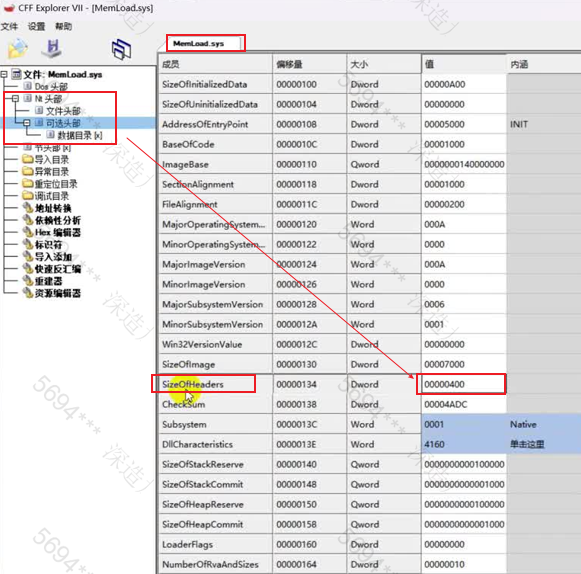 CFF Explorer VII - [MemLoad.sys]
文件 设置 帮助
MemLoad.sys
文件: MemLoad.sys
Dos 头部
Nt 头部
文件头部
可选头部
数据目录 [x]
节头部 [x]
导入目录
异常目录
重定位目录
调试目录
地址转换
依赖性分析
Hex 编辑器
标识符
导入添加
快速反汇编
重建器
资源编辑器
成员 偏移量 大小 值 内涵
SizeOfInitializedData 00000100 Dword 00000A00
SizeOfUninitializedData 00000104 Dword 00000000
AddressOfEntryPoint 00000108 Dword 00005000 INIT
BaseOfCode 0000010C Dword 00001000
ImageBase 00000110 Qword 0000000140000000
SectionAlignment 00000118 Dword 00001000
FileAlignment 0000011C Dword 00000200
MajorOperatingSystem... 00000120 Word 000A
MinorOperatingSystem... 00000122 Word 0000
MajorImageVersion 00000124 Word 000A
MinorImageVersion 00000126 Word 0000
MajorSubsystemVersion 00000128 Word 0006
MinorSubsystemVersion 0000012A Word 0001
Win32VersionValue 0000012C Dword 00000000
SizeOfImage 00000130 Dword 00007000
SizeOfHeaders 00000134 Dword 00000400
CheckSum 00000138 Dword 00004ADC
Subsystem 0000013C Word 0001 Native
DllCharacteristics 0000013E Word 4160 单击这里
SizeOfStackReserve 00000140 Qword 0000000000100000
SizeOfStackCommit 00000148 Qword 0000000000001000
SizeOfHeapReserve 00000150 Qword 0000000000100000
SizeOfHeapCommit 00000158 Qword 0000000000001000
LoaderFlags 00000160 Dword 00000000
NumberOfRvaAndSizes 00000164 Dword 00000010
5694***
深造